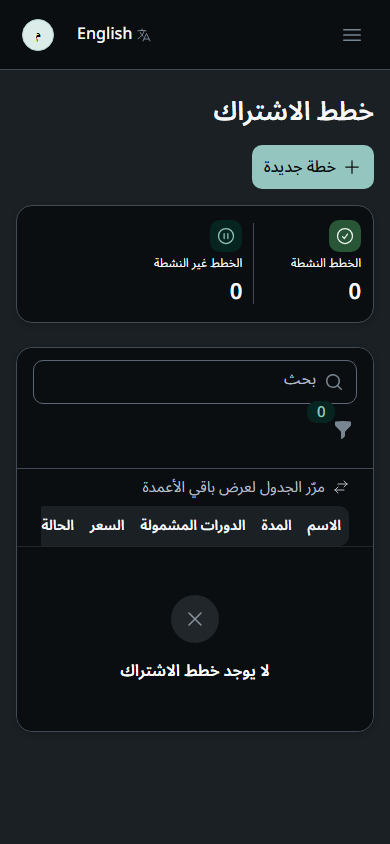 English
م
خطط الاشتراك
خطة جديدة
الخطط النشطة
0
الخطط غير النشطة
0
بحث
0
مرّر الجدول لعرض باقي الأعمدة
الاسم المدة الدورات المشمولة السعر الحالة
لا يوجد خطط الاشتراك